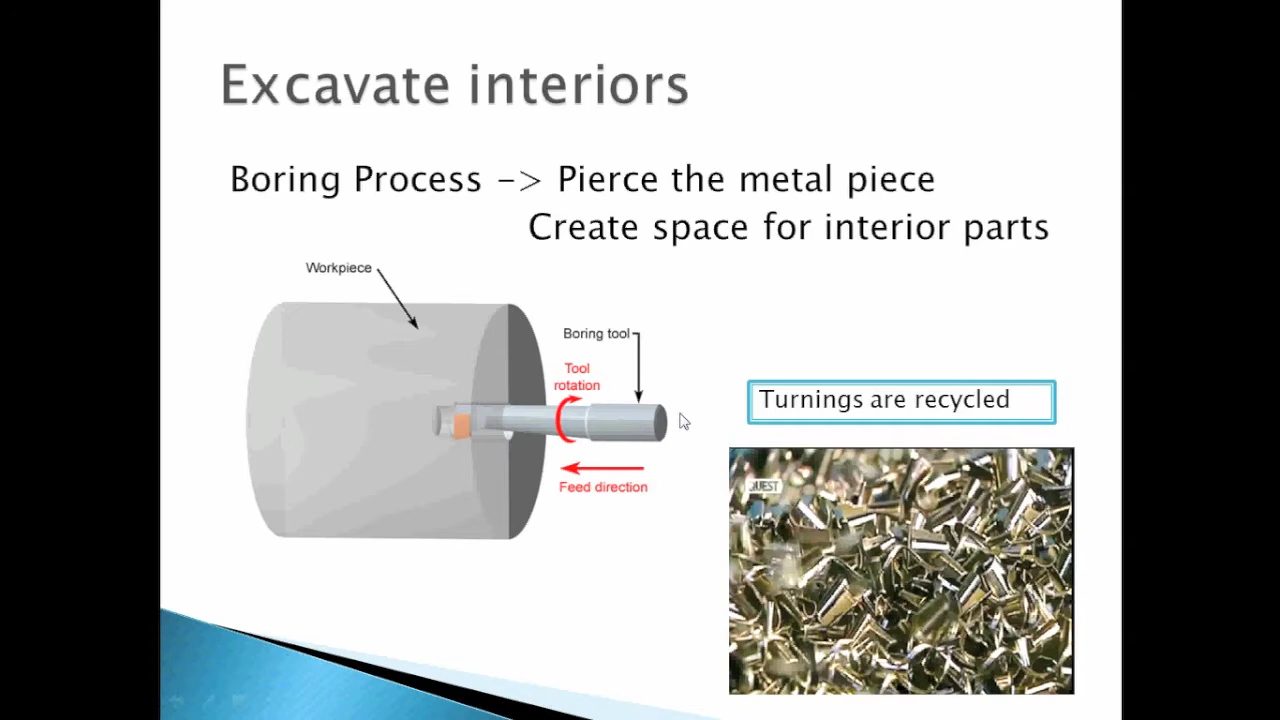 Excavate interiors
Boring Process -> Pierce the metal piece
Create space for interior parts
Workpiece
Boring tool
Tool
rotation
Feed direction
Turnings are recycled
QUEST